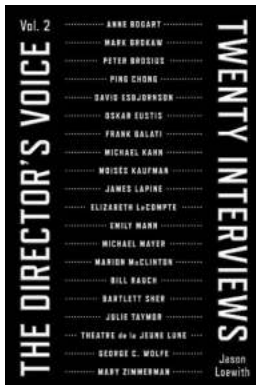 Vol. 2
THE DIRECTOR'S VOICE
ANNE BOGART
MARK BROKAW
PETER BROSIUS
PING CHONG
DAVID ESBJORNSON
OSKAR EUSTIS
FRANK GALATI
MICHAEL KAHN
MOISÉS KAUFMAN
JAMES LAPINE
ELIZABETH LeCOMPTE
EMILY MANN
MICHAEL MAYER
MARION McCLINTON
BILL RAUCH
BARTLETT SHER
JULIE TAYMOR
THEATRE de la JEUNE LUNE
GEORGE C. WOLFE
MARY ZIMMERMAN
TWENTY INTERVIEWS
Jason
Loewith